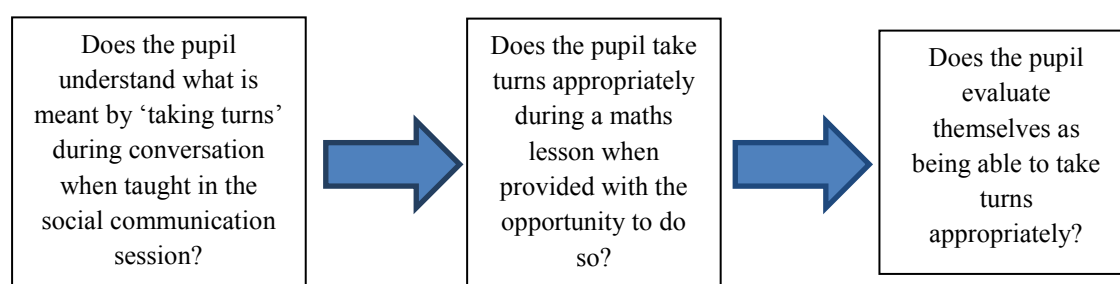 Does the pupil
understand what is
meant by ‘taking turns’
during conversation
when taught in the
social communication
session?
Does the pupil take
turns appropriately
during a maths
lesson when
provided with the
opportunity to do
so?
Does the pupil
evaluate
themselves as
being able to take
turns
appropriately?